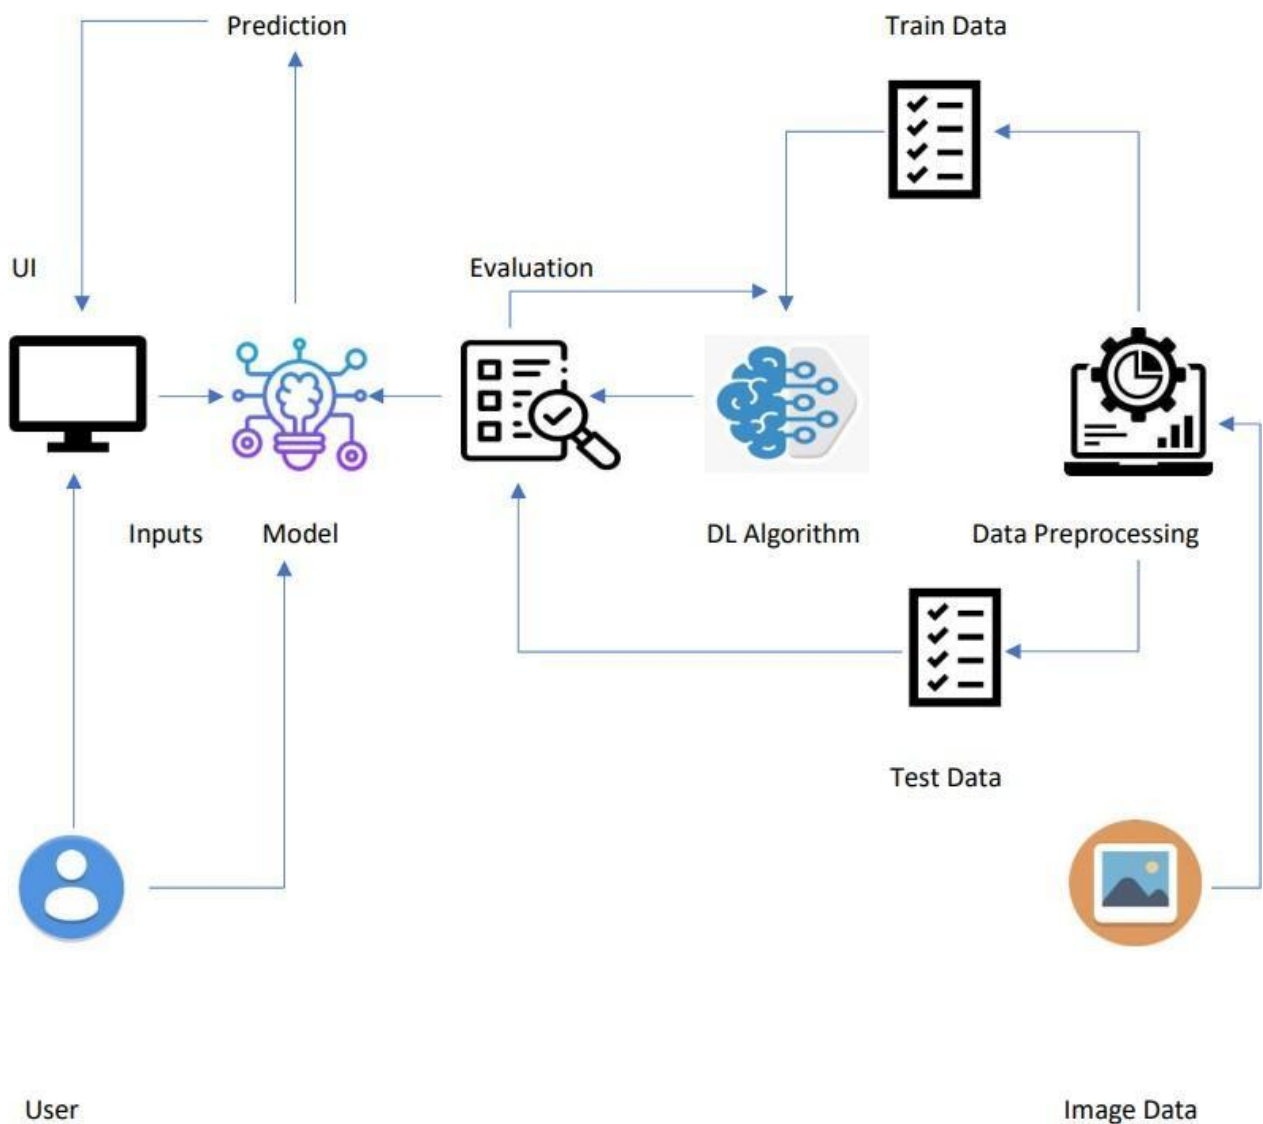 Prediction
Train Data
UI
Evaluation
Inputs
Model
DL Algorithm
Data Preprocessing
Test Data
User
Image Data